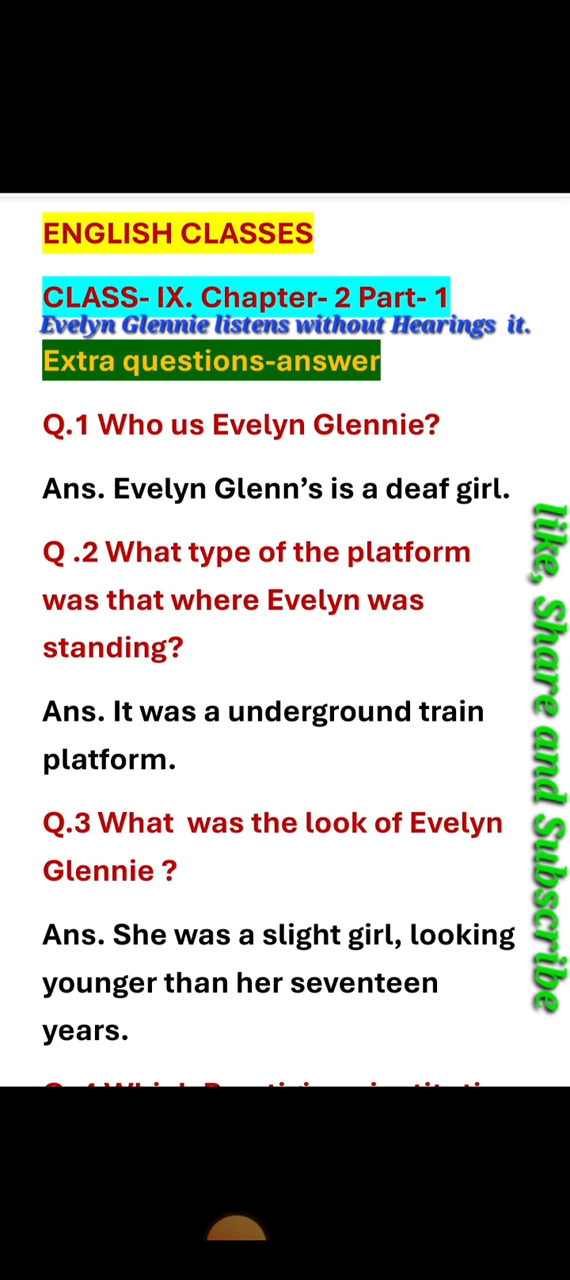 ENGLISH CLASSES
CLASS- IX. Chapter- 2 Part- 1
Evelyn Glennie listens without Hearings it.
Extra questions-answer
Q.1 Who us Evelyn Glennie?
Ans. Evelyn Glenn’s is a deaf girl.
Q .2 What type of the platform
was that where Evelyn was
standing?
Ans. It was a underground train
platform.
Q.3 What was the look of Evelyn
Glennie ?
Ans. She was a slight girl, looking
younger than her seventeen
years.
like, Share and Subscribe